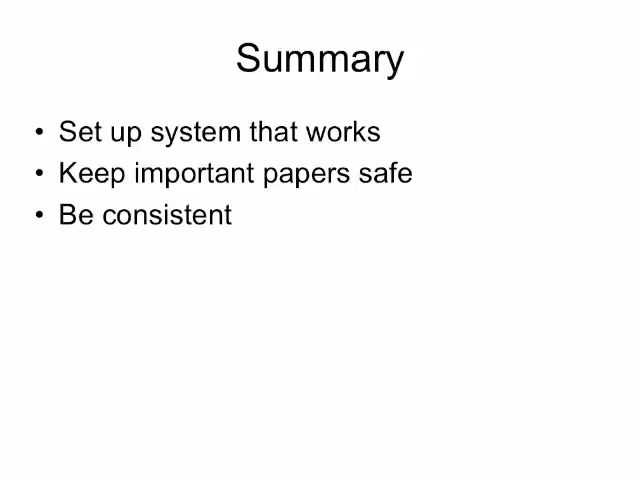 Summary
• Set up system that works
• Keep important papers safe
• Be consistent